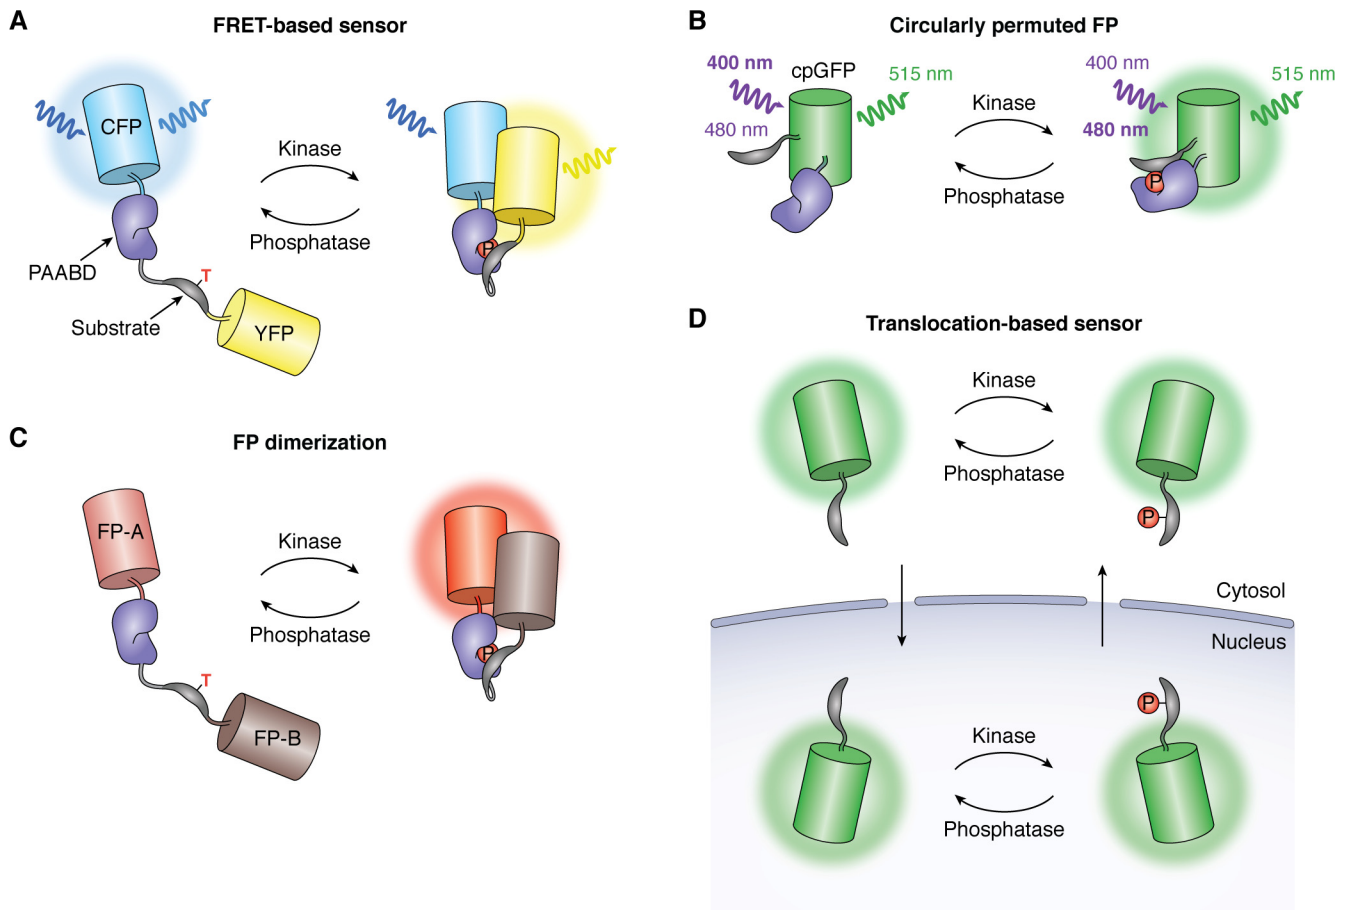 A
FRET-based sensor
CFP
Kinase
Phosphatase
PAABD
T
Substrate
YFP
P
B
Circularly permuted FP
400 nm
cpGFP
515 nm
480 nm
Kinase
Phosphatase
400 nm
515 nm
480 nm
P
C
FP dimerization
FP-A
Kinase
Phosphatase
T
FP-B
P
D
Translocation-based sensor
Kinase
Phosphatase
P
Cytosol
Nucleus
P
Kinase
Phosphatase